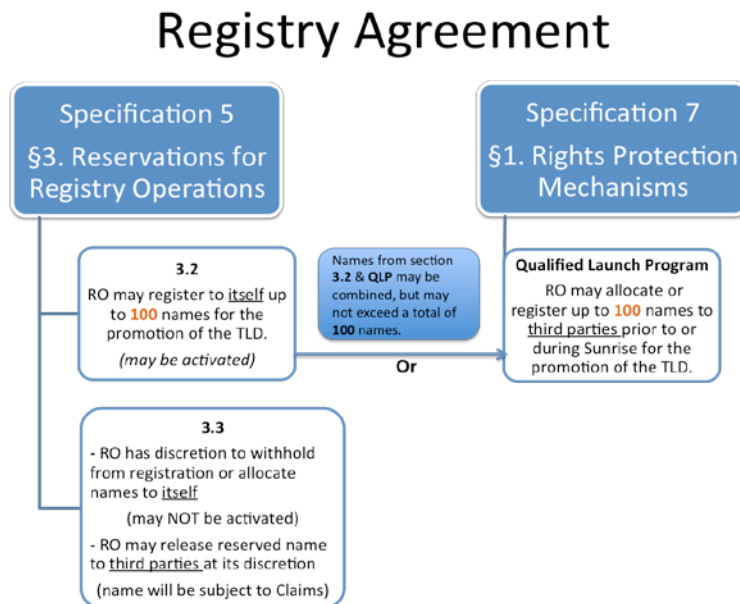 Registry Agreement
Specification 5
§3. Reservations for
Registry Operations
Specification 7
§1. Rights Protection
Mechanisms
3.2
RO may register to itself up
to 100 names for the
promotion of the TLD.
(may be activated)
Names from section
3.2 & QLP may be
combined, but may
not exceed a total of
100 names.
Or
Qualified Launch Program
RO may allocate or
register up to 100 names to
third parties prior to or
during Sunrise for the
promotion of the TLD.
3.3
- RO has discretion to withhold
from registration or allocate
names to itself
(may NOT be activated)
- RO may release reserved name
to third parties at its discretion
(name will be subject to Claims)